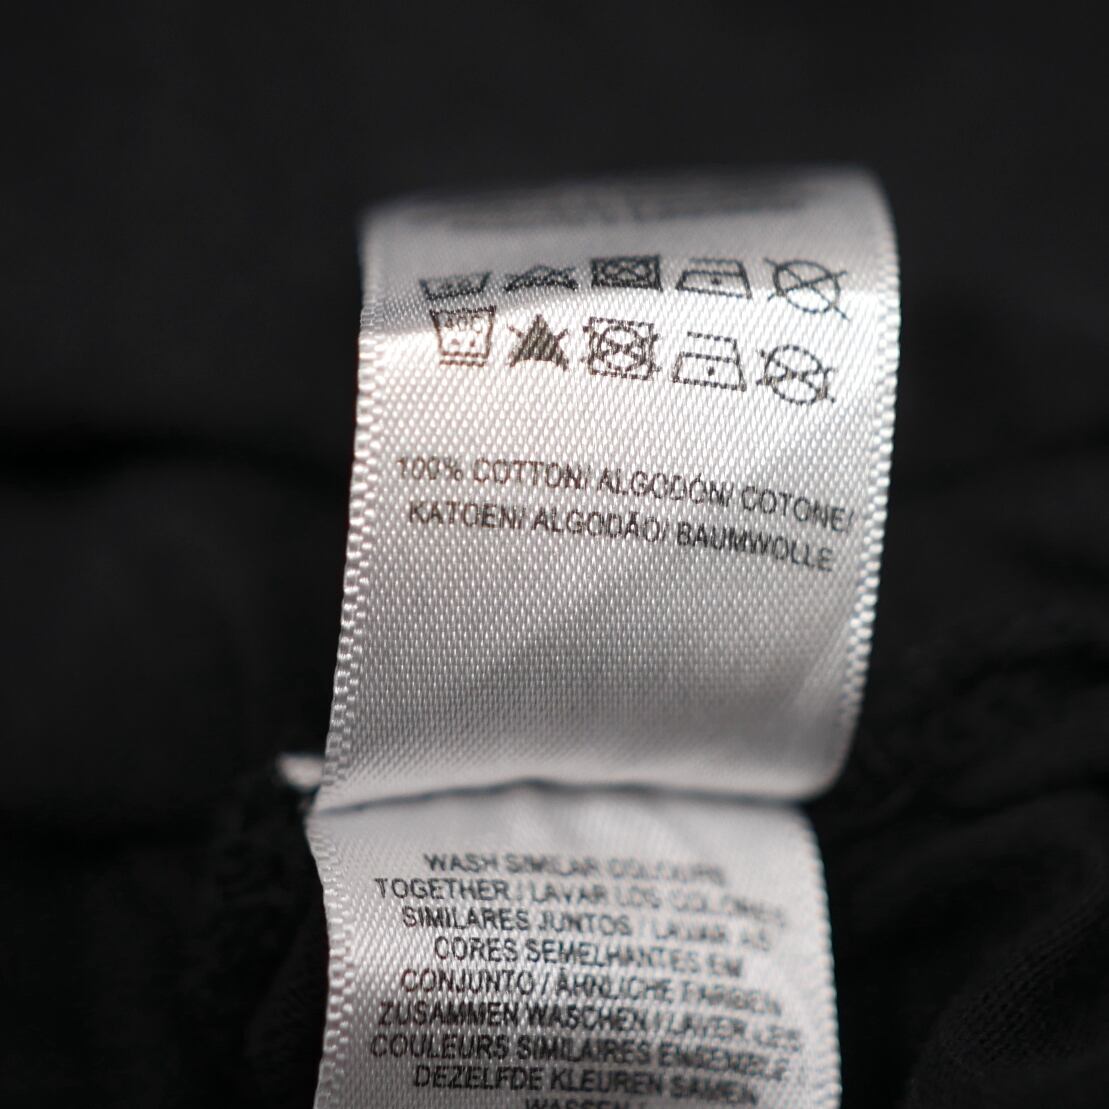 100% COTTON/ ALGODÓN/ COTONE/
KATOEN/ ALGODÃO/ BAUMWOLLE
WASH SIMILAR COLOURS
TOGETHER / LAVAR LOS COLORES
SIMILARES JUNTOS / LAVAR AS
CORES SEMELHANTES EM
CONJUNTO / ÄHNLICHE FARBEN
ZUSAMMEN WASCHEN / LAVER LES
COULEURS SIMILAIRES ENSEMBLE
DEZELFDE KLEUREN SAMEN
WASSEN /